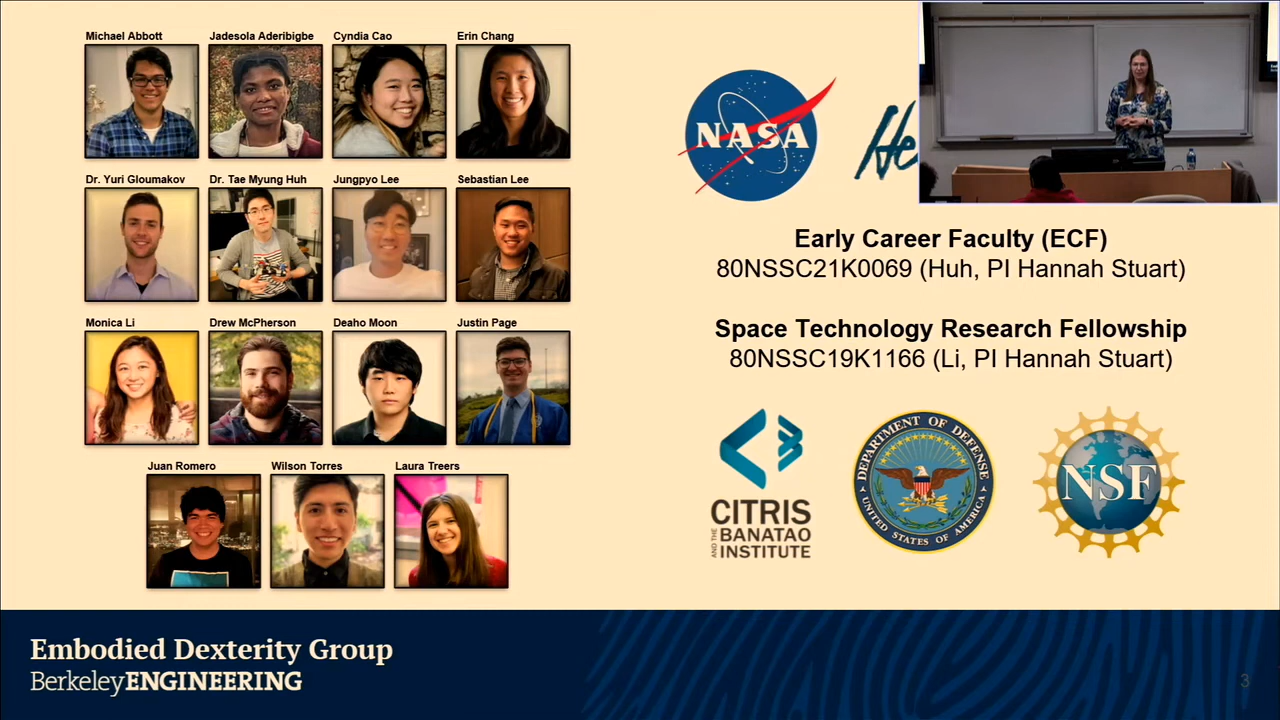 Michael Abbott
Jadesola Aderibigbe
Cyndia Cao
Erin Chang
Dr. Yuri Gloumakov
Dr. Tae Myung Huh
Jungpyo Lee
Sebastian Lee
Monica Li
Drew McPherson
Deaho Moon
Justin Page
Juan Romero
Wilson Torres
Laura Treers
NASA
He
Early Career Faculty (ECF)
80NSSC21K0069 (Huh, PI Hannah Stuart)
Space Technology Research Fellowship
80NSSC19K1166 (Li, PI Hannah Stuart)
CITRIS
AND THE
BANATAO
INSTITUTE
DEPARTMENT OF DEFENSE
UNITED STATES OF AMERICA
NSF
Embodied Dexterity Group
BerkeleyENGINEERING
3